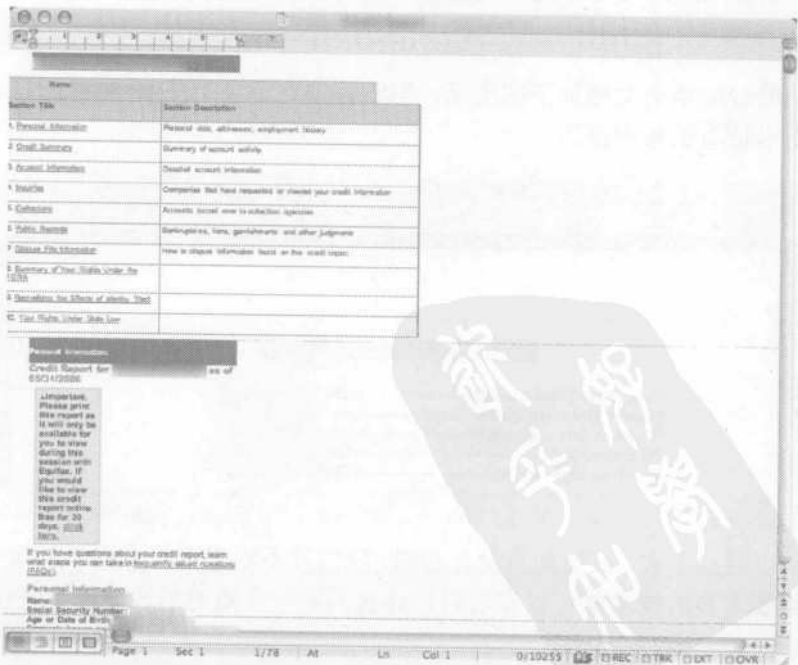 Name:
Section Title Section Description
1. Personal Information Personal data, addresses, employment history
2. Credit Summary Summary of account activity
3. Account Information Detailed account information
4. Inquiries Companies that have requested or viewed your credit information
5. Collections Accounts turned over to collection agencies
6. Public Records Bankruptcies, liens, garnishments and other judgments
7. Dispute File Information How to dispute information found on this credit report
8. Summary of Your Rights Under the FCRA
9. Remedying the Effects of Identity Theft
10. Your Rights Under State Law
Personal Information
Credit Report for as of
Important,
Please print
this report as
it will only be
available for
you to view
during this
session with
Equifax. If
you would
like to view
this credit
report online
free for 30
days, click
here.
If you have questions about your credit report, learn
what steps you can take in frequently asked questions
(FAQs).
Personal Information
Name:
Social Security Number:
Age or Date of Birth
Page 1 Sec 1 1/78 At Ln Col 1 0/10255 REC TRK EXT OVR